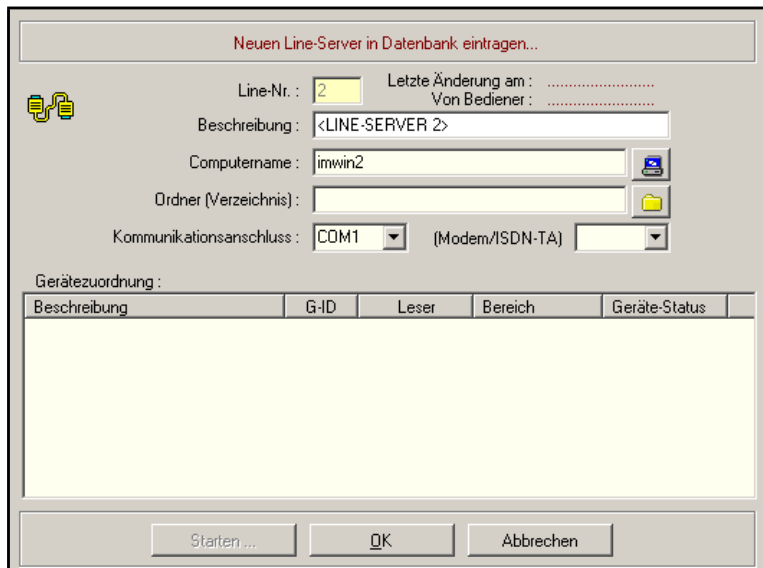 Neuen Line-Server in Datenbank eintragen...
Line-Nr. : 2 Letzte Änderung am : ........................
Von Bediener : ........................
Beschreibung : <LINE-SERVER 2>
Computername : imwin2
Ordner (Verzeichnis) :
Kommunikationsanschluss : COM1 (Modem/ISDN-TA)
Gerätezuordnung :
Beschreibung G-ID Leser Bereich Geräte-Status
Starten ... OK Abbrechen